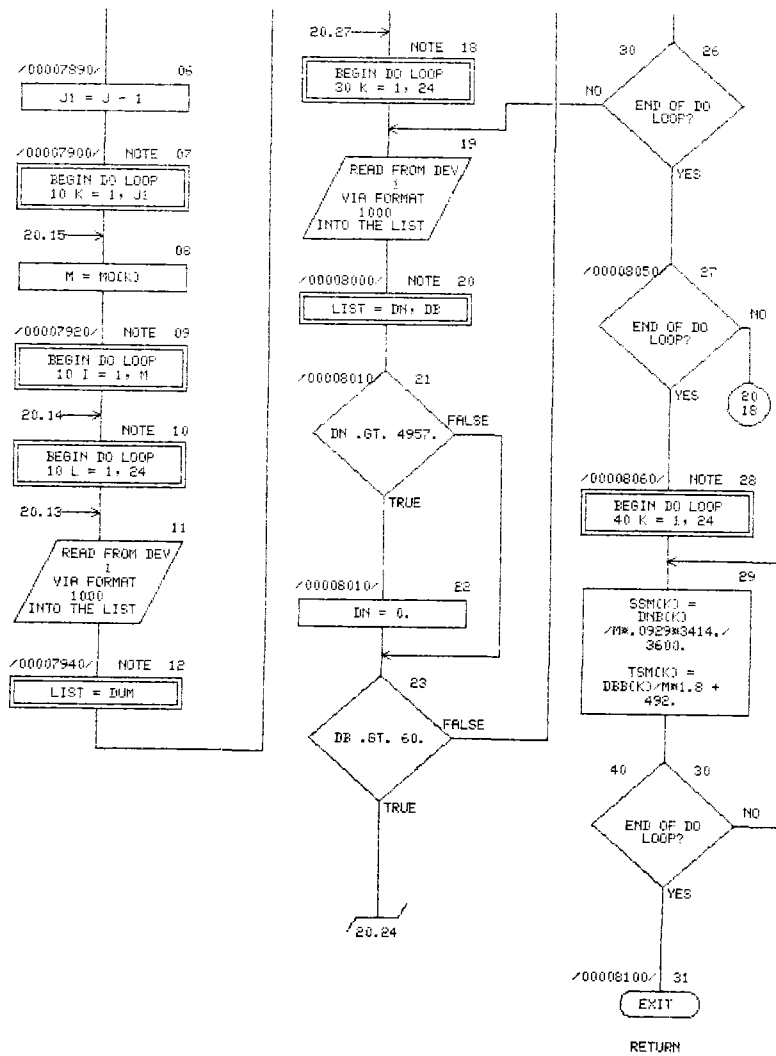 /00007890/ 06
J1 = J - 1
/00007900/ NOTE 07
BEGIN DO LOOP
10 K = 1, J1
20.15
08
M = MO(K)
/00007920/ NOTE 09
BEGIN DO LOOP
10 I = 1, M
20.14
NOTE 10
BEGIN DO LOOP
10 L = 1, 24
20.13
11
READ FROM DEV
1
VIA FORMAT
1000
INTO THE LIST
/00007940/ NOTE 12
LIST = DUM
20.27
NOTE 18
BEGIN DO LOOP
30 K = 1, 24
19
READ FROM DEV
1
VIA FORMAT
1000
INTO THE LIST
/00008000/ NOTE 20
LIST = DN, DB
/00008010/ 21
DN .GT. 4957.
FALSE
TRUE
/00008010/ 22
DN = 0.
23
DB .GT. 60.
FALSE
TRUE
20.24
30 26
NO
END OF DO
LOOP?
YES
/00008050/ 27
NO
END OF DO
LOOP?
YES
20
18
/00008060/ NOTE 28
BEGIN DO LOOP
40 K = 1, 24
29
SSM(K) =
DNB(K)
/M*.0929*3414./
3600.
TSM(K) =
DBB(K)/M*1.8 +
492.
40 30
NO
END OF DO
LOOP?
YES
/00008100/ 31
EXIT
RETURN